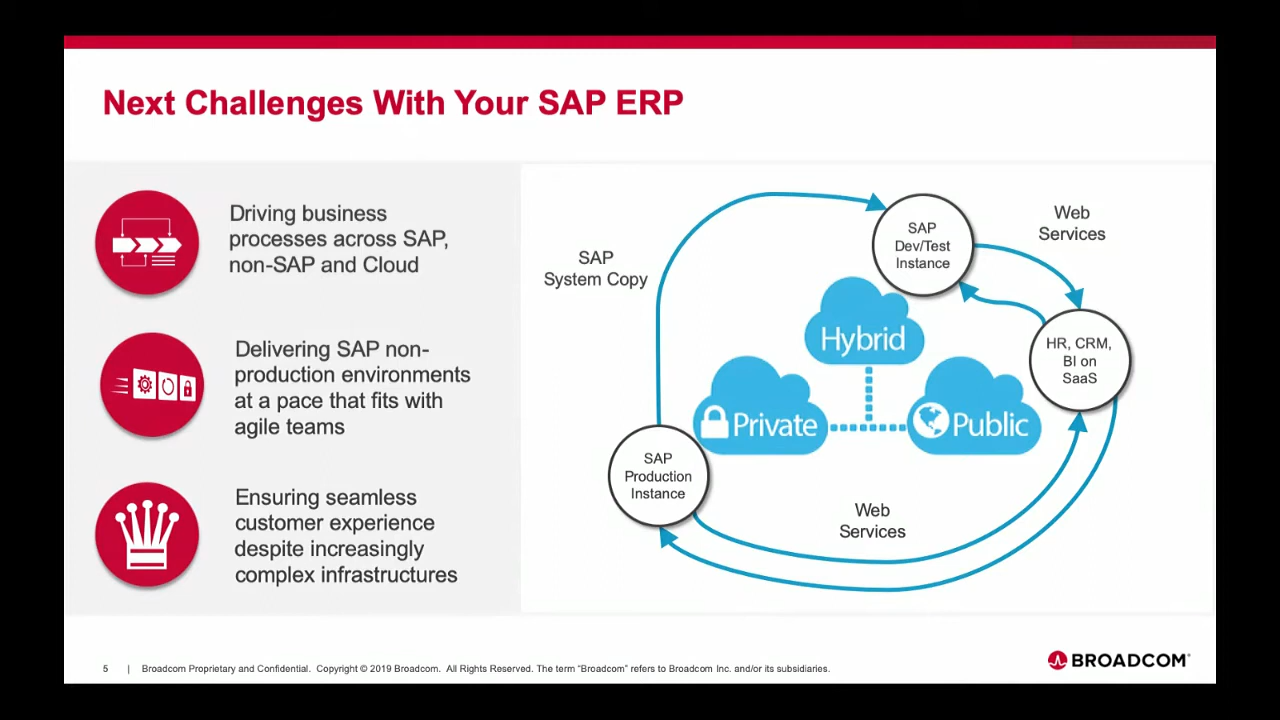 Next Challenges With Your SAP ERP
Driving business
processes across SAP,
non-SAP and Cloud
Delivering SAP non-
production environments
at a pace that fits with
agile teams
Ensuring seamless
customer experience
despite increasingly
complex infrastructures
SAP
System Copy
SAP
Dev/Test
Instance
Web
Services
Hybrid
HR, CRM,
BI on
SaaS
Private
Public
SAP
Production
Instance
Web
Services
5 | Broadcom Proprietary and Confidential. Copyright © 2019 Broadcom. All Rights Reserved. The term “Broadcom” refers to Broadcom Inc. and/or its subsidiaries.
BROADCOM®